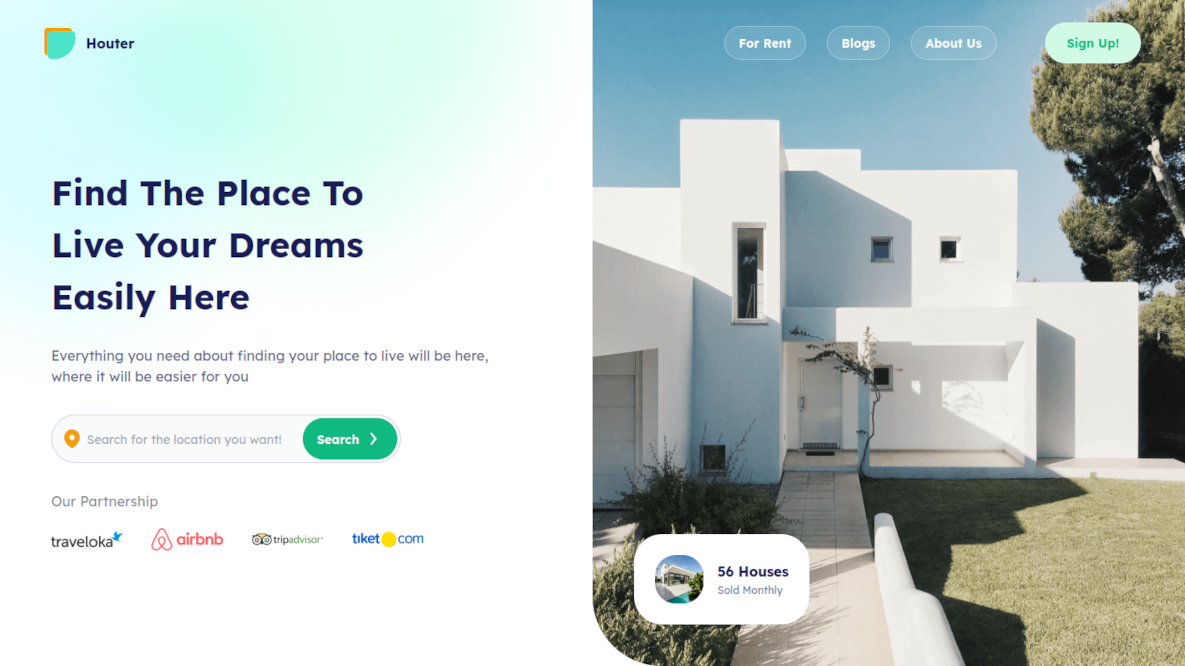 Houter
For Rent
Blogs
About Us
Sign Up!
Find The Place To
Live Your Dreams
Easily Here
Everything you need about finding your place to live will be here,
where it will be easier for you
Search for the location you want!
Search
Our Partnership
traveloka
airbnb
tripadvisor
tiket com
56 Houses
Sold Monthly